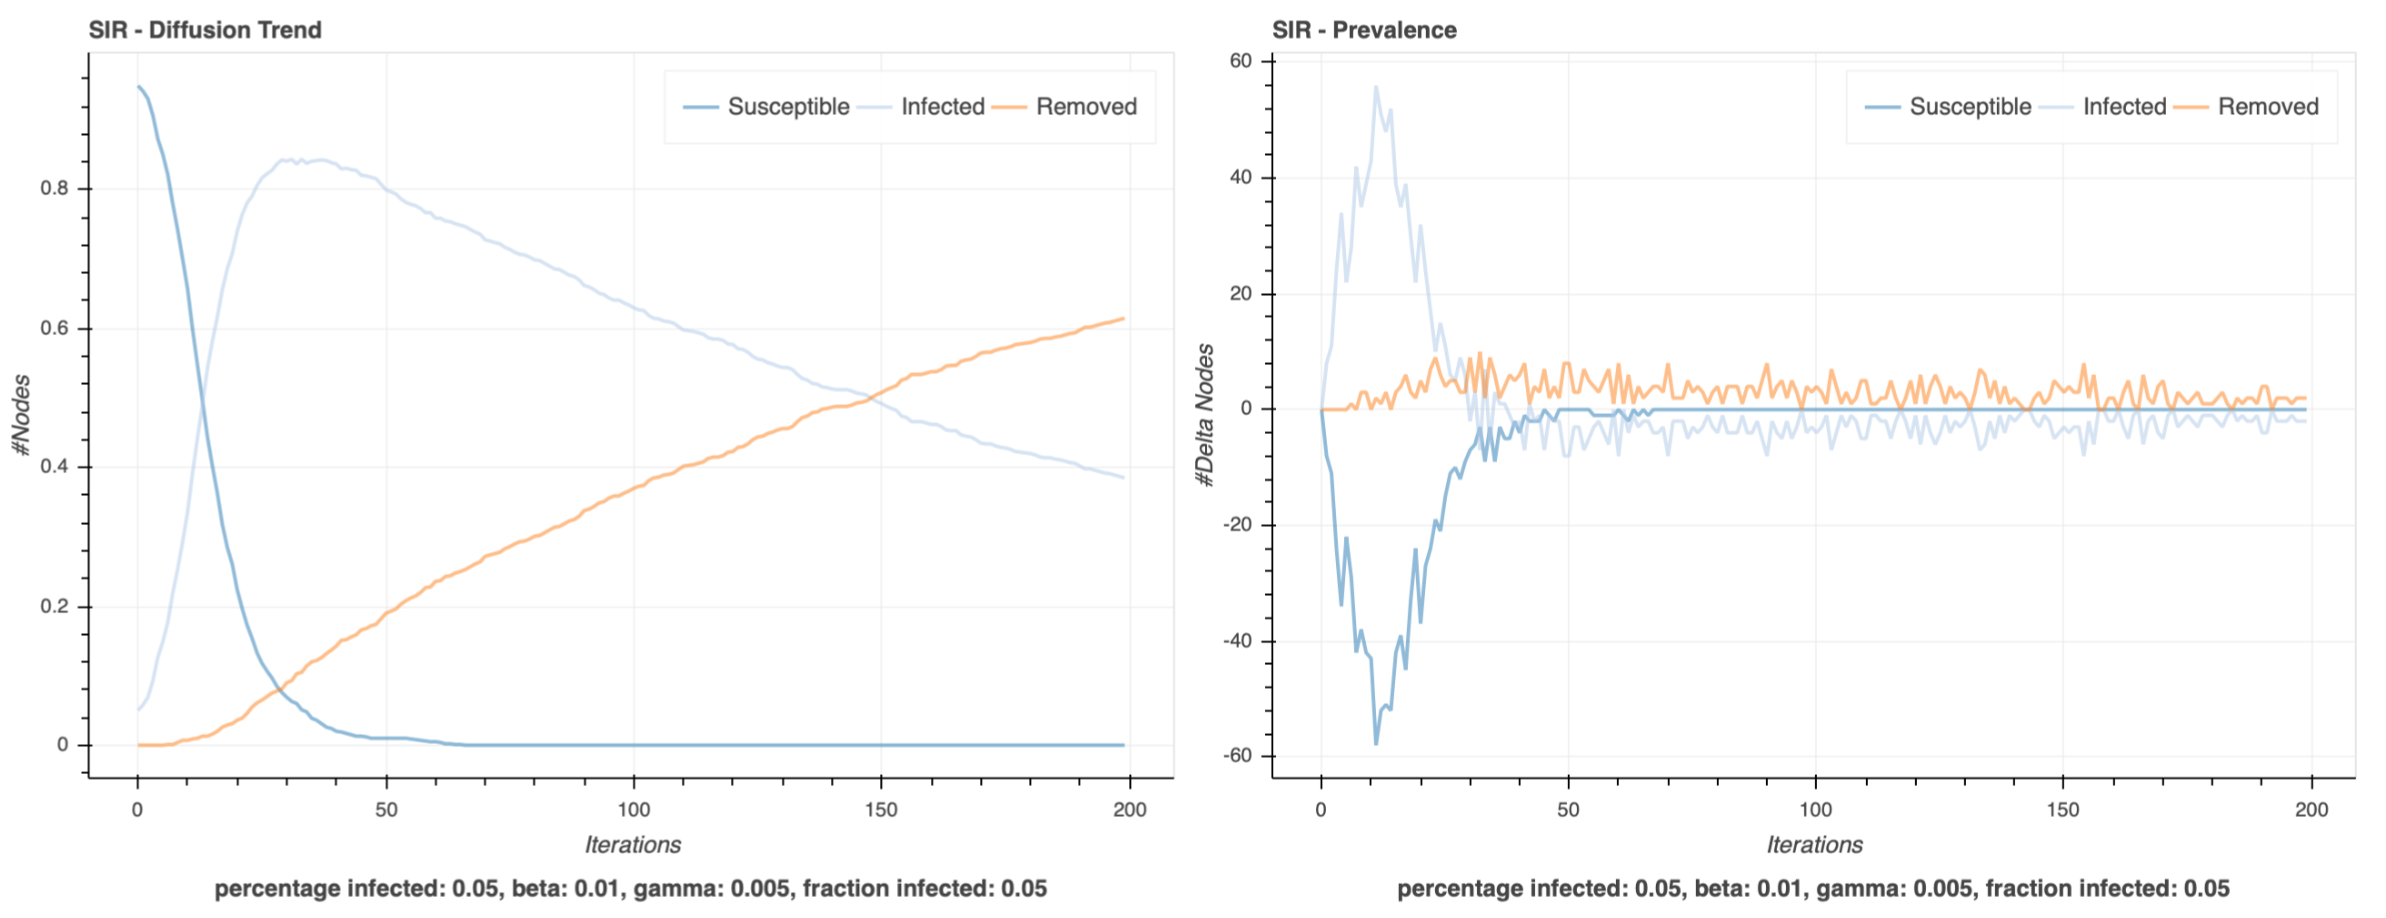 SIR - Diffusion Trend
Susceptible Infected Removed
0.8
0.6
0.4
0.2
0
#Nodes
0 50 100 150 200
Iterations
percentage infected: 0.05, beta: 0.01, gamma: 0.005, fraction infected: 0.05
SIR - Prevalence
Susceptible Infected Removed
60
40
20
0
-20
-40
-60
#Delta Nodes
0 50 100 150 200
Iterations
percentage infected: 0.05, beta: 0.01, gamma: 0.005, fraction infected: 0.05